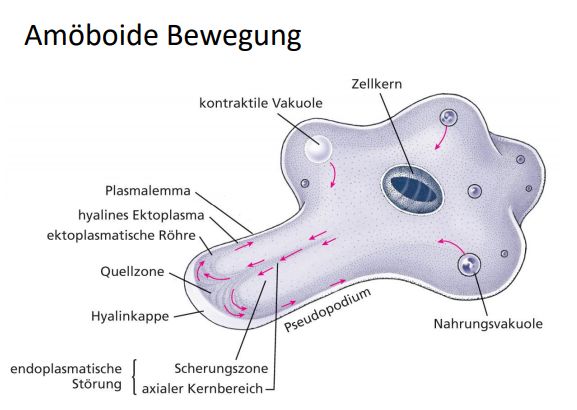 Amöboide Bewegung
Zellkern
kontraktile Vakuole
Plasmalemma
hyalines Ektoplasma
ektoplasmatische Röhre
Quellzone
Hyalinkappe
Pseudopodium
Nahrungsvakuole
endoplasmatische
Störung
Scherungszone
axialer Kernbereich